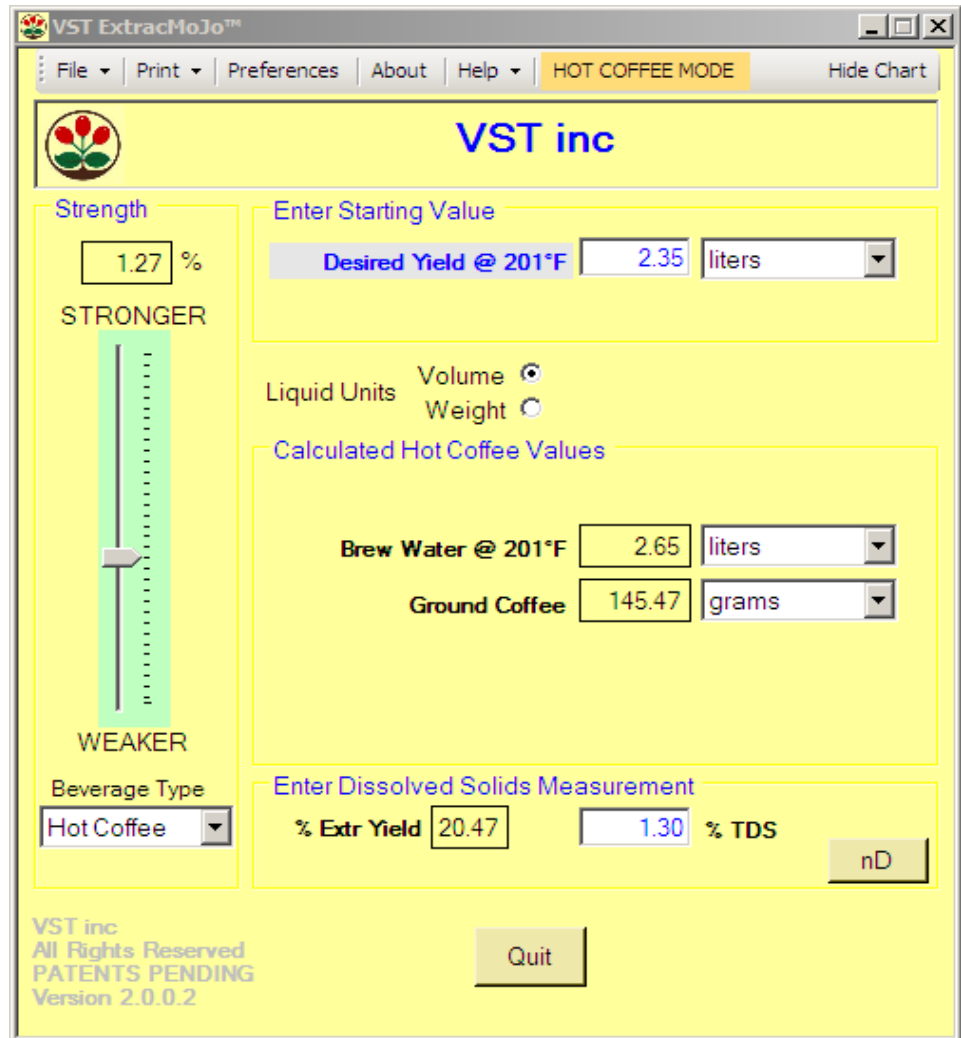 VST ExtracMoJo™
File Print Preferences About Help HOT COFFEE MODE Hide Chart
VST inc
Strength
1.27 %
STRONGER
WEAKER
Beverage Type
Hot Coffee
Enter Starting Value
Desired Yield @ 201°F 2.35 liters
Liquid Units
Volume
Weight
Calculated Hot Coffee Values
Brew Water @ 201°F 2.65 liters
Ground Coffee 145.47 grams
Enter Dissolved Solids Measurement
% Extr Yield 20.47 1.30 % TDS
nD
VST inc
All Rights Reserved
PATENTS PENDING
Version 2.0.0.2
Quit